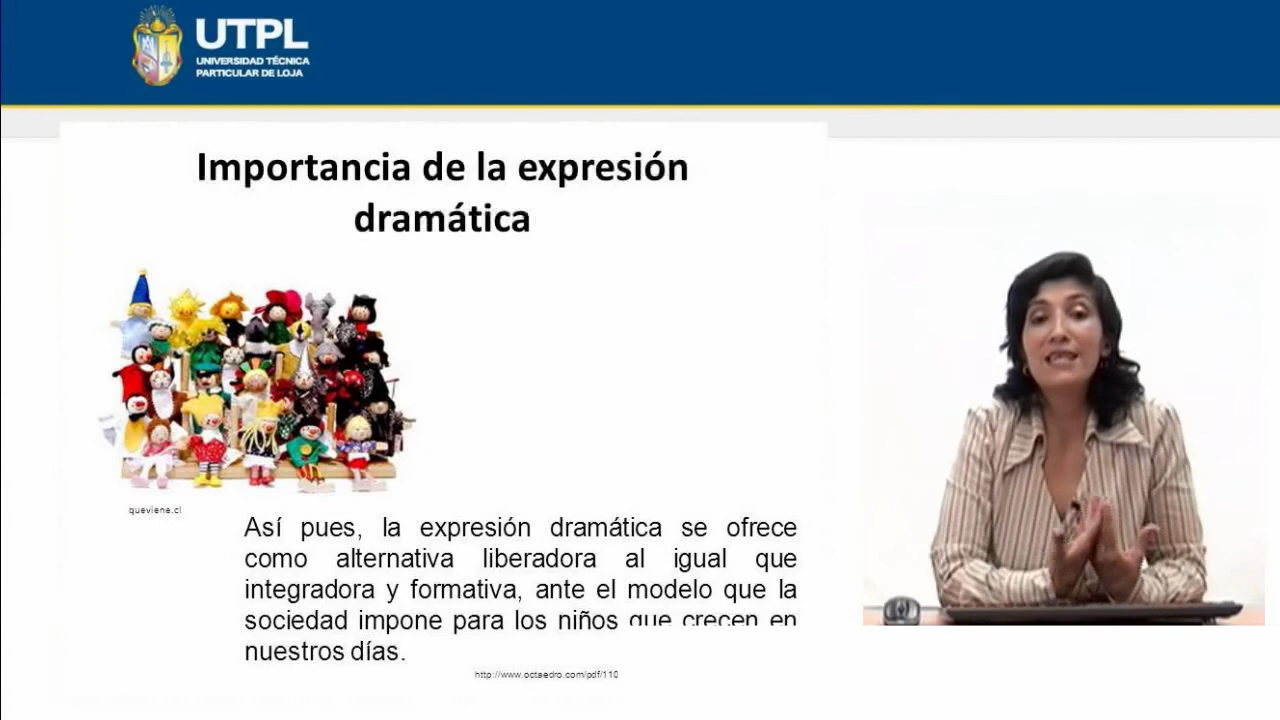 UTPL
UNIVERSIDAD TÉCNICA
PARTICULAR DE LOJA
Importancia de la expresión
dramática
queviene.cl
Así pues, la expresión dramática se ofrece
como alternativa liberadora al igual que
integradora y formativa, ante el modelo que la
sociedad impone para los niños que crecen en
nuestros días.
http://www.octaedro.com/pdf/110